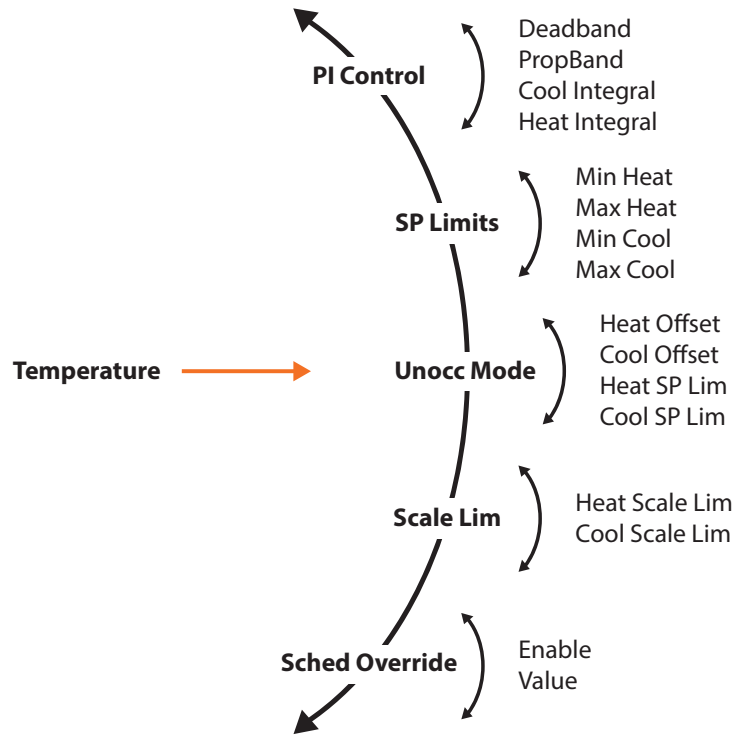 PI Control
Deadband
PropBand
Cool Integral
Heat Integral
SP Limits
Min Heat
Max Heat
Min Cool
Max Cool
Temperature
Unocc Mode
Heat Offset
Cool Offset
Heat SP Lim
Cool SP Lim
Scale Lim
Heat Scale Lim
Cool Scale Lim
Sched Override
Enable
Value